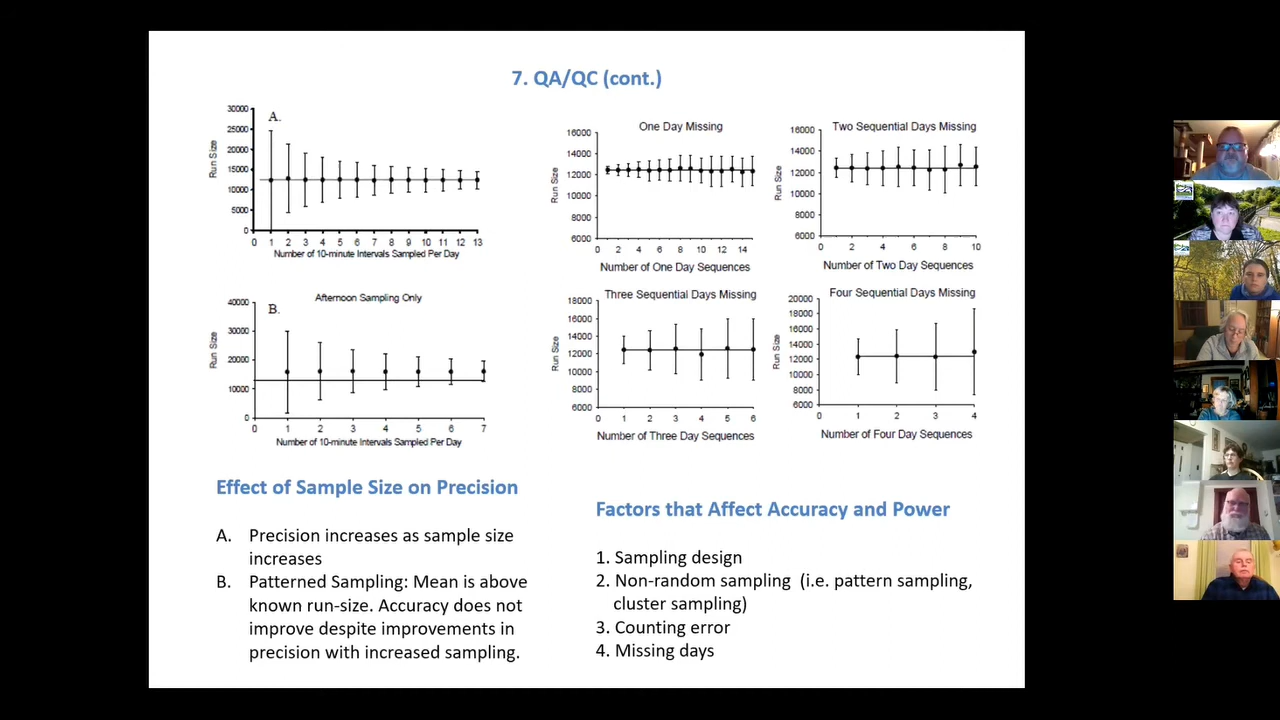 7. QA/QC (cont.)
A.
30000
25000
20000
15000
10000
5000
0
Run Size
0 1 2 3 4 5 6 7 8 9 10 11 12 13
Number of 10-minute Intervals Sampled Per Day
Afternoon Sampling Only
B.
40000
30000
20000
10000
0
Run Size
0 1 2 3 4 5 6 7
Number of 10-minute Intervals Sampled Per Day
One Day Missing
16000
14000
12000
10000
8000
6000
Run Size
0 2 4 6 8 10 12 14
Number of One Day Sequences
Two Sequential Days Missing
16000
14000
12000
10000
8000
6000
Run Size
0 2 4 6 8 10
Number of Two Day Sequences
Three Sequential Days Missing
18000
16000
14000
12000
10000
8000
6000
Run Size
0 1 2 3 4 5 6
Number of Three Day Sequences
Four Sequential Days Missing
20000
18000
16000
14000
12000
10000
8000
6000
Run Size
0 1 2 3 4
Number of Four Day Sequences
Effect of Sample Size on Precision
A. Precision increases as sample size
increases
B. Patterned Sampling: Mean is above
known run-size. Accuracy does not
improve despite improvements in
precision with increased sampling.
Factors that Affect Accuracy and Power
1. Sampling design
2. Non-random sampling (i.e. pattern sampling,
cluster sampling)
3. Counting error
4. Missing days